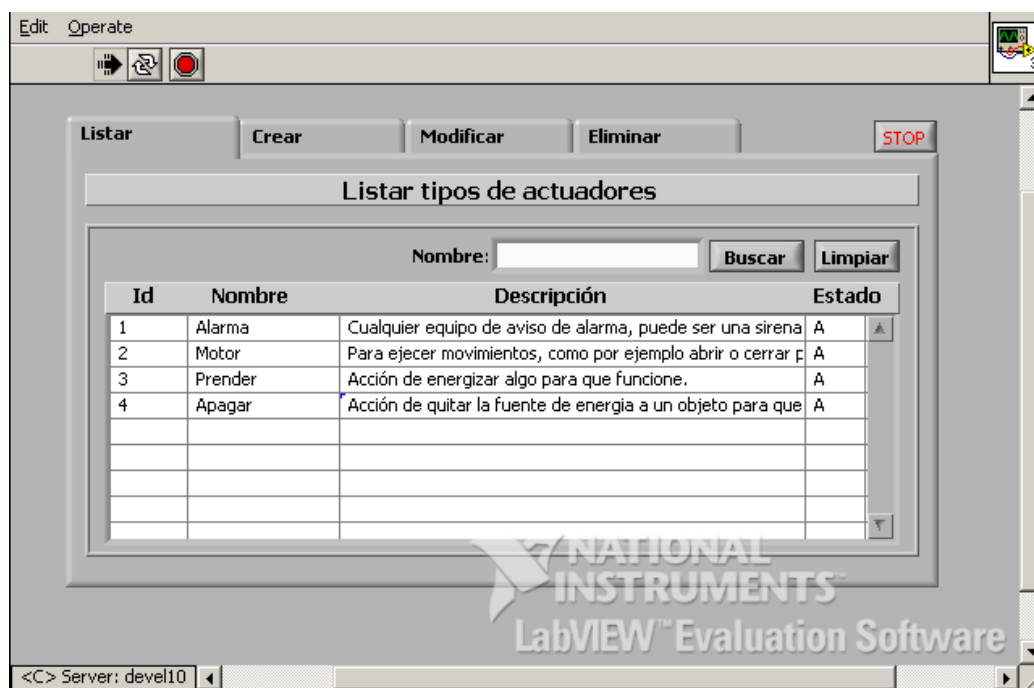 Edit Operate
Listar Crear Modificar Eliminar STOP
Listar tipos de actuadores
Nombre: Buscar Limpiar
Id Nombre Descripción Estado
1 Alarma Cualquier equipo de aviso de alarma, puede ser una sirena A
2 Motor Para ejecer movimientos, como por ejemplo abrir o cerrar p A
3 Prender Acción de energizar algo para que funcione. A
4 Apagar Acción de quitar la fuente de energia a un objeto para que A
NATIONAL
INSTRUMENTS™
LabVIEW™ Evaluation Software
<C> Server: devel10